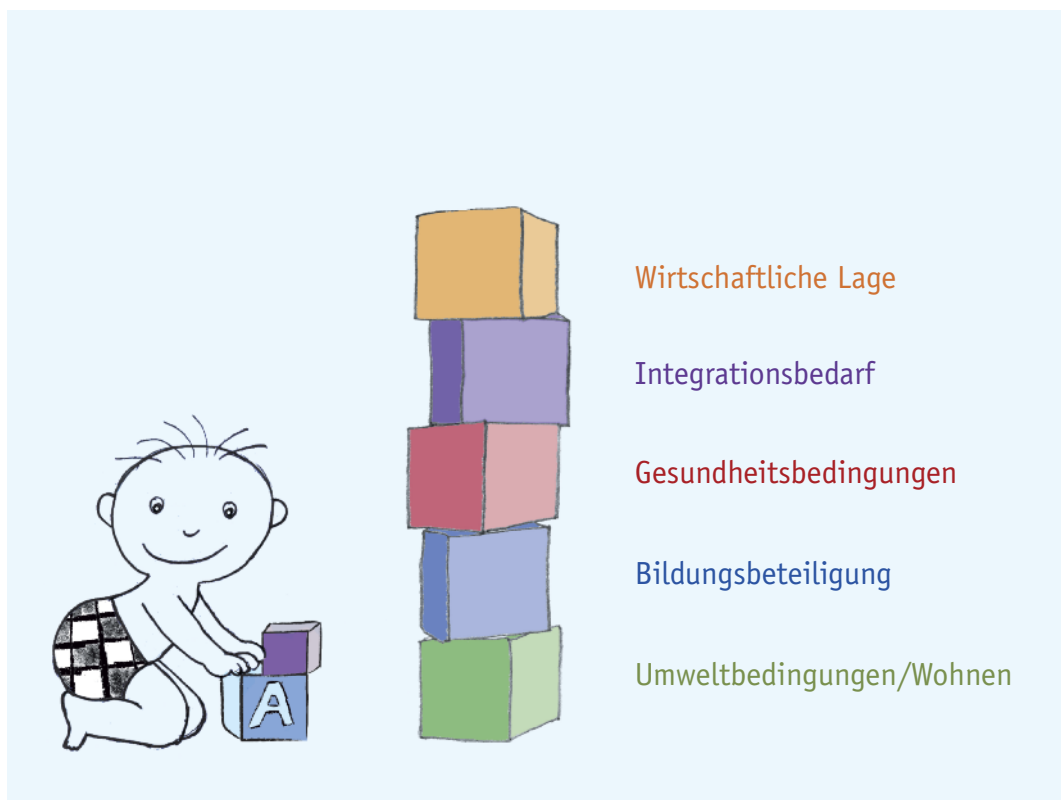 Wirtschaftliche Lage
Integrationsbedarf
Gesundheitsbedingungen
Bildungsbeteiligung
Umweltbedingungen/Wohnen
A